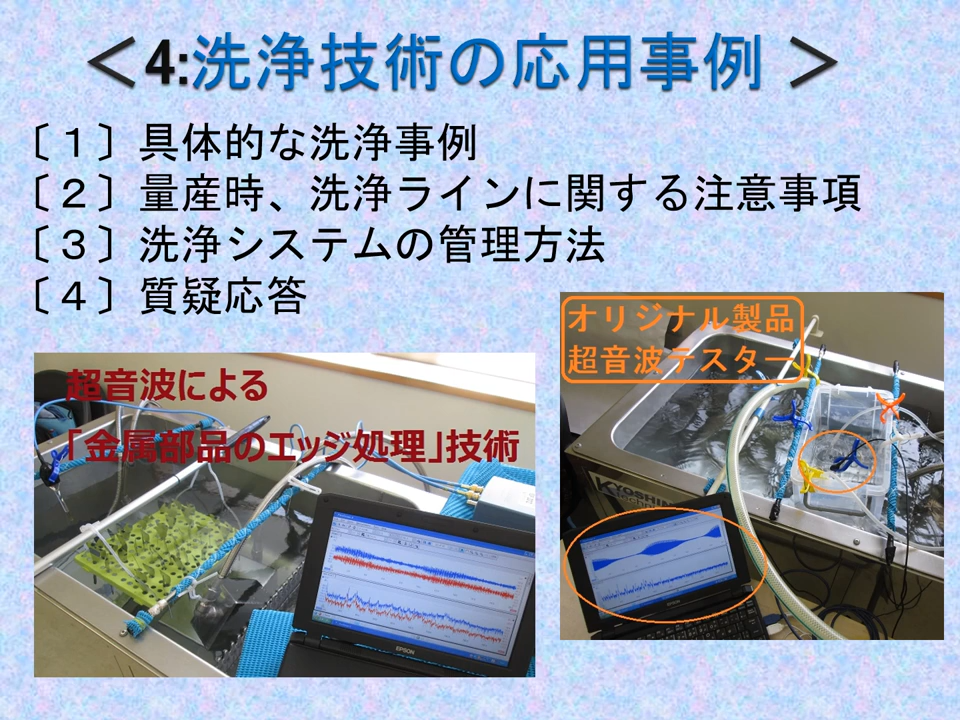 ＜4:洗浄技術の応用事例 ＞
〔１〕具体的な洗浄事例
〔２〕量産時、洗浄ラインに関する注意事項
〔３〕洗浄システムの管理方法
〔４〕質疑応答
オリジナル製品
超音波テスター
超音波による
「金属部品のエッジ処理」技術
EPSON
EPSON